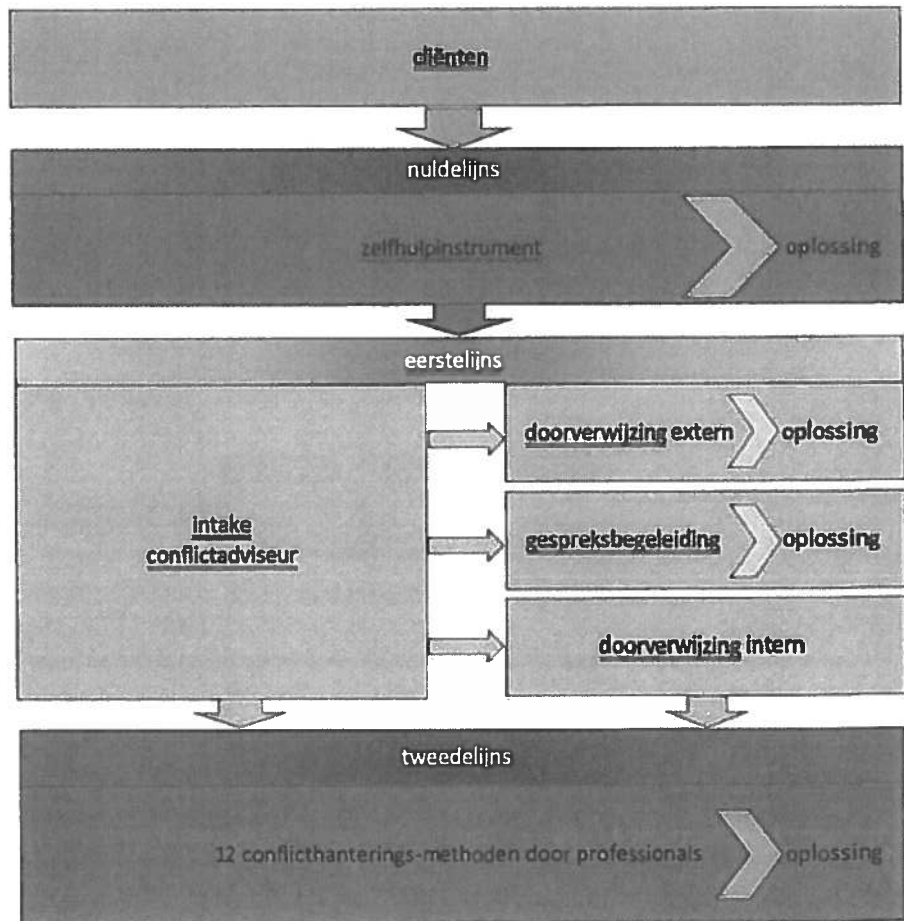 cliënten
nuldelijns
zelfhulpinstrument
oplossing
eerstelijns
intake
conflictadviseur
doorverwijzing extern
oplossing
gespreksbegeleiding
oplossing
doorverwijzing intern
tweedelijns
12 conflicthanterings-methoden door professionals
oplossing